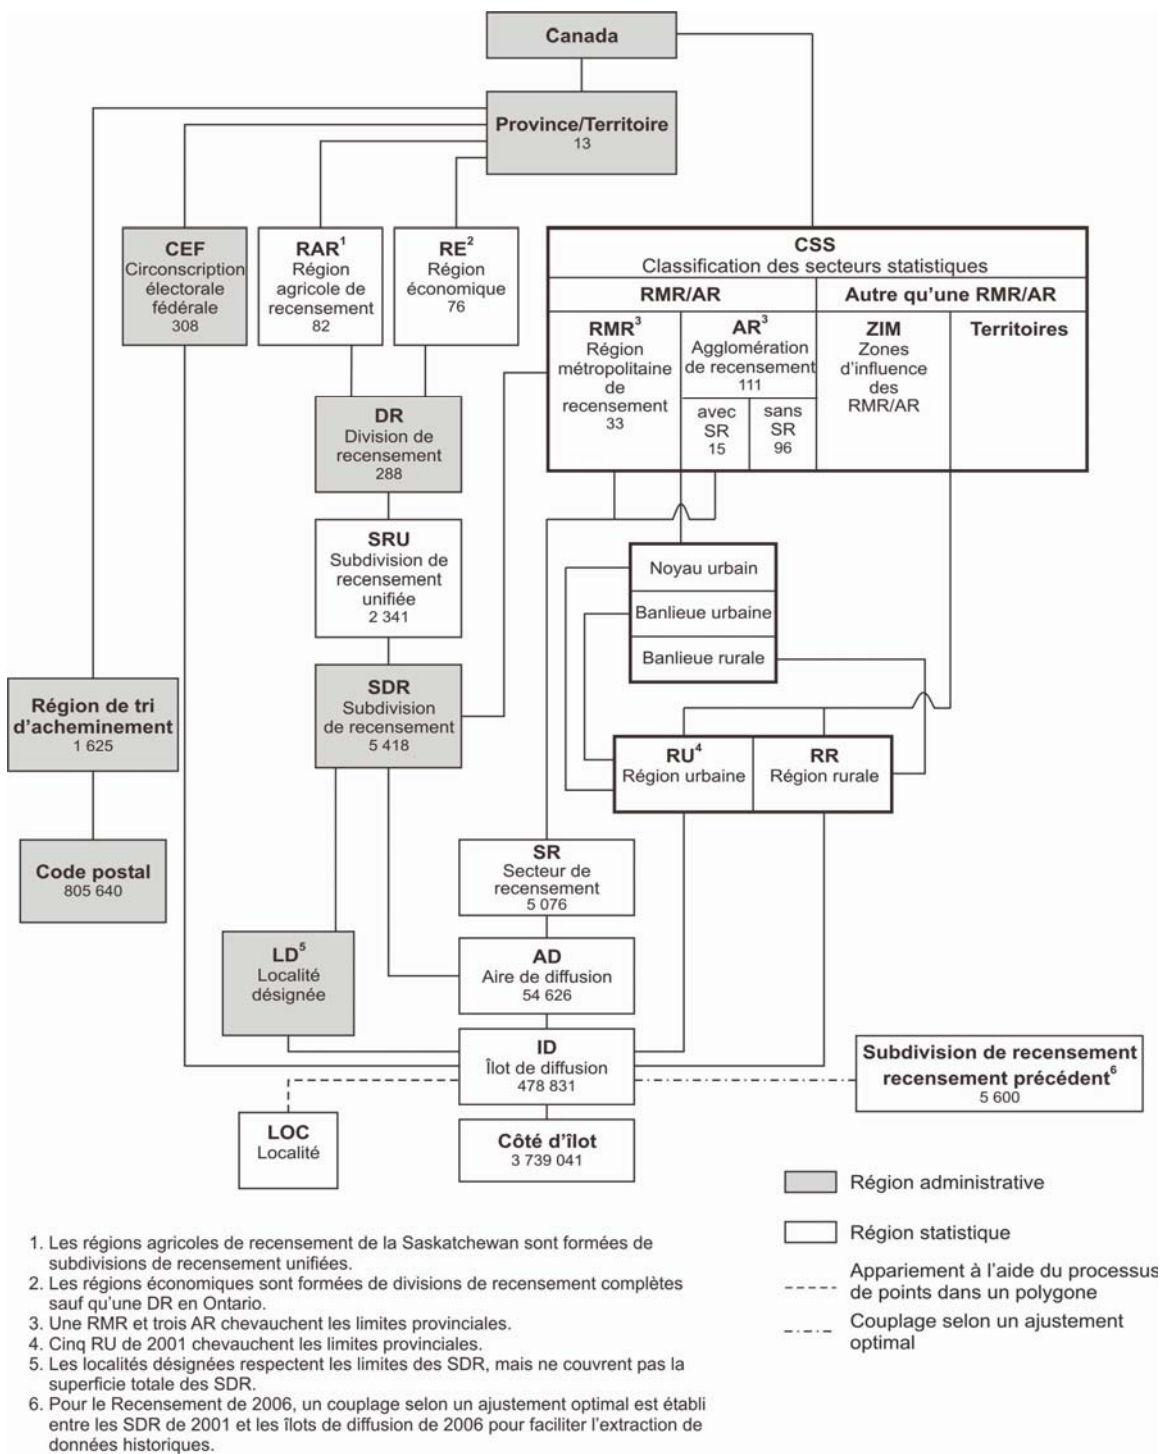 Canada
Province/Territoire
13
CEF
Circonscription
électorale
fédérale
308
RAR1
Région
agricole de
recensement
82
RE2
Région
économique
76
CSS
Classification des secteurs statistiques
RMR/AR
Autre qu'une RMR/AR
RMR3
Région
métropolitaine
de
recensement
33
AR3
Agglomération
de recensement
111
avec
SR
15
sans
SR
96
ZIM
Zones
d'influence
des
RMR/AR
Territoires
DR
Division de
recensement
288
SRU
Subdivision de
recensement
unifiée
2 341
Noyau urbain
Banlieue urbaine
Banlieue rurale
SDR
Subdivision
de recensement
5 418
Région de tri
d'acheminement
1 625
RU4
Région urbaine
RR
Région rurale
Code postal
805 640
SR
Secteur de
recensement
5 076
LD5
Localité
désignée
AD
Aire de diffusion
54 626
ID
Îlot de diffusion
478 831
Subdivision de recensement
recensement précédent6
5 600
LOC
Localité
Côté d'îlot
3 739 041
Région administrative
Région statistique
Appariement à l'aide du processus
de points dans un polygone
Couplage selon un ajustement
optimal
1. Les régions agricoles de recensement de la Saskatchewan sont formées de
subdivisions de recensement unifiées.
2. Les régions économiques sont formées de divisions de recensement complètes
sauf qu'une DR en Ontario.
3. Une RMR et trois AR chevauchent les limites provinciales.
4. Cinq RU de 2001 chevauchent les limites provinciales.
5. Les localités désignées respectent les limites des SDR, mais ne couvrent pas la
superficie totale des SDR.
6. Pour le Recensement de 2006, un couplage selon un ajustement optimal est établi
entre les SDR de 2001 et les îlots de diffusion de 2006 pour faciliter l'extraction de
données historiques.